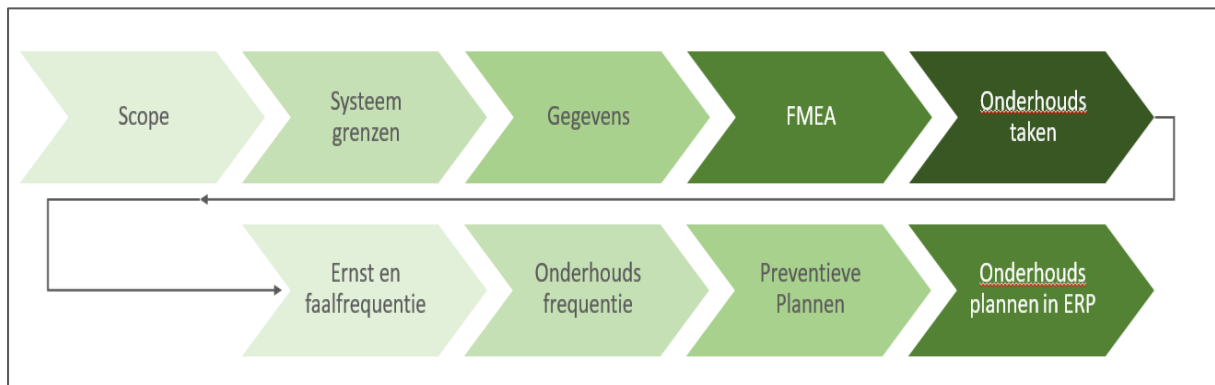 Scope
Systeem
grenzen
Gegevens
FMEA
Onderhouds
taken
Ernst en
faalfrequentie
Onderhouds
frequentie
Preventieve
Plannen
Onderhouds
plannen in ERP